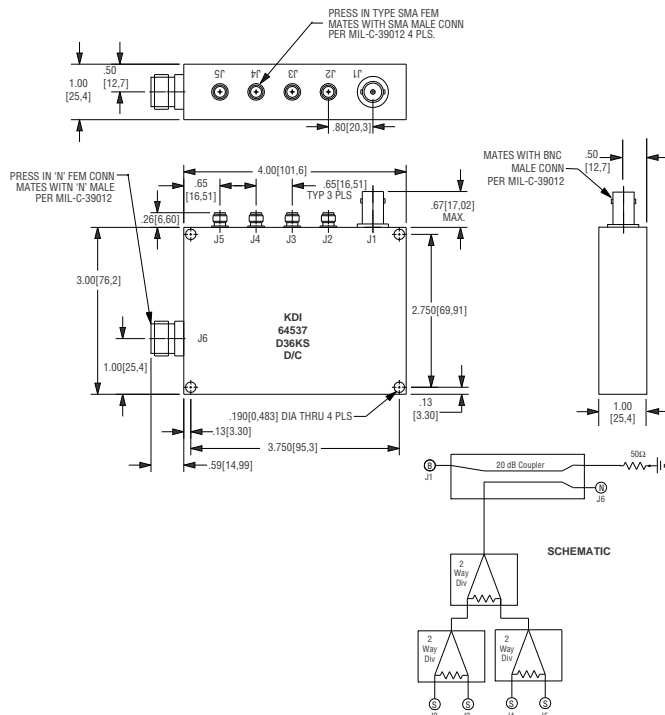 PRESS IN TYPE SMA FEM
MATES WITH SMA MALE CONN
PER MIL-C-39012 4 PLS.
.50
[12,7]
1.00
[25,4]
J5
J4
J3
J2
J1
.80[20,3]
PRESS IN 'N' FEM CONN
MATES WITN 'N' MALE
PER MIL-C-39012
4.00[101,6]
.65
[16,51]
.65[16,51]
TYP 3 PLS
.26[6,60]
.67[17,02]
MAX.
MATES WITH BNC
MALE CONN
PER MIL-C-39012
.50
[12,7]
J5
J4
J3
J2
J1
3.00[76,2]
2.750[69,91]
KDI
64537
D36KS
D/C
J6
1.00[25,4]
.190[0,483] DIA THRU 4 PLS
.13
[3.30]
.13[3.30]
3.750[95,3]
.59[14,99]
1.00
[25,4]
B
J1
20 dB Coupler
50Ω
N
J6
SCHEMATIC
2
Way
Div
2
Way
Div
2
Way
Div
S
S
S
S